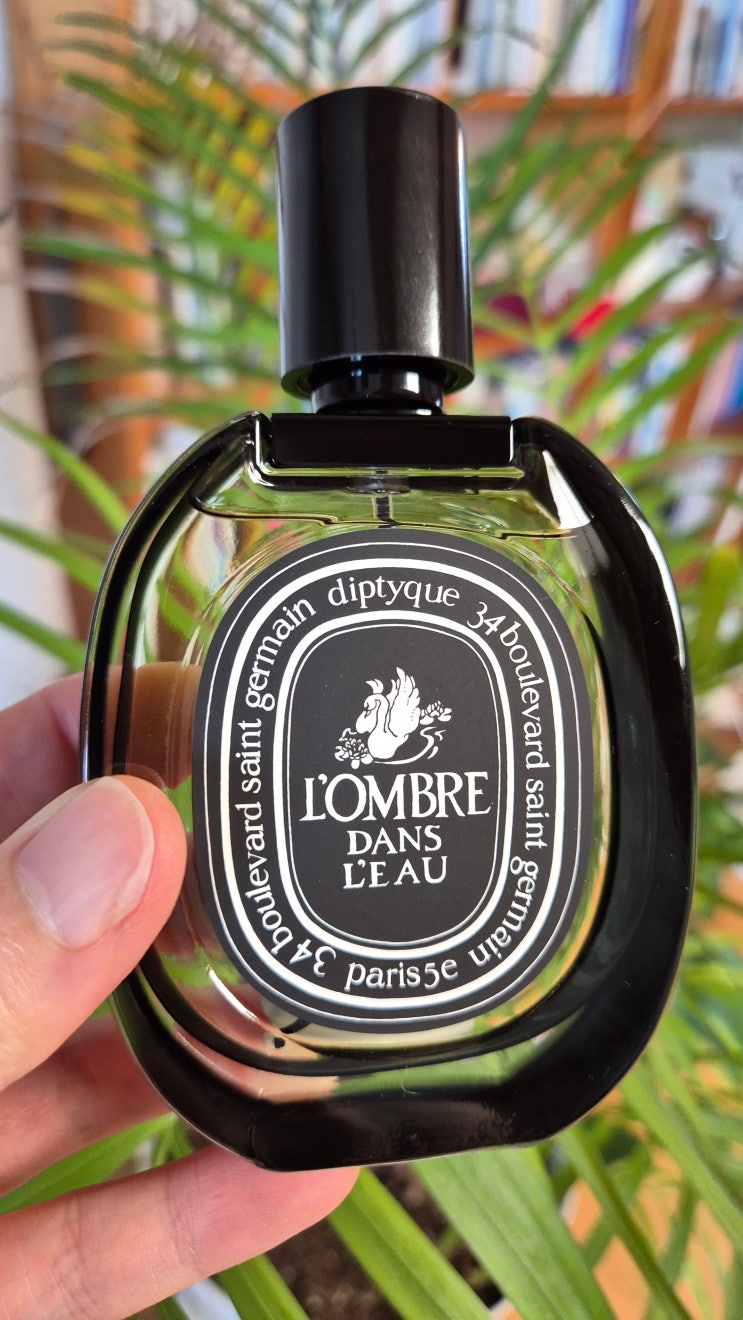 diptyque
34 boulevard saint germain
paris5e
34 boulevard saint germain
L'OMBRE
DANS
L'EAU